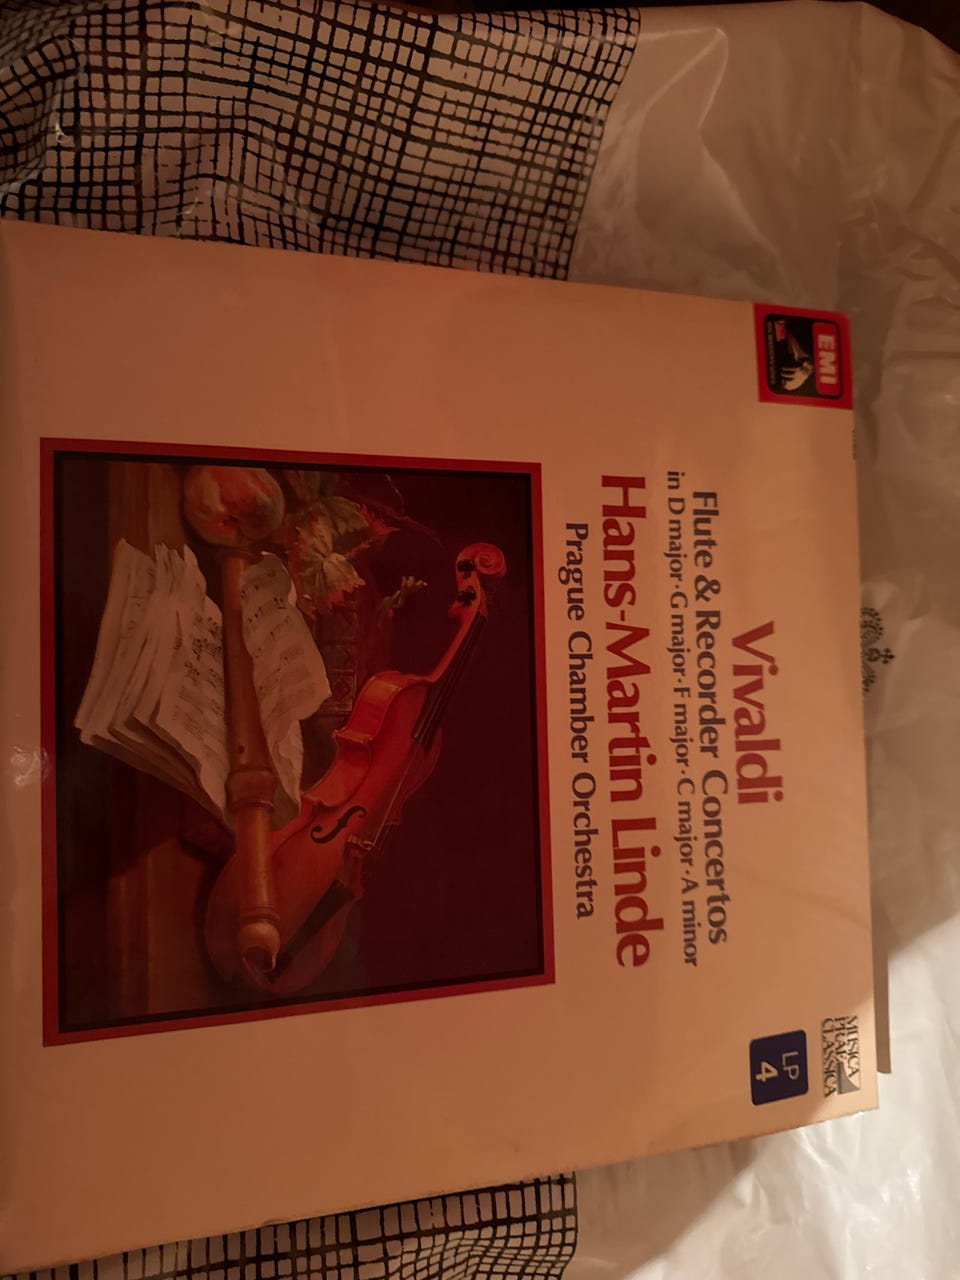 EMI
Vivaldi
Flute & Recorder Concertos
in D major · G major · F major · C major · A minor
Hans-Martin Linde
Prague Chamber Orchestra
MUSICA
PRAE
CLASSICA
LP
4